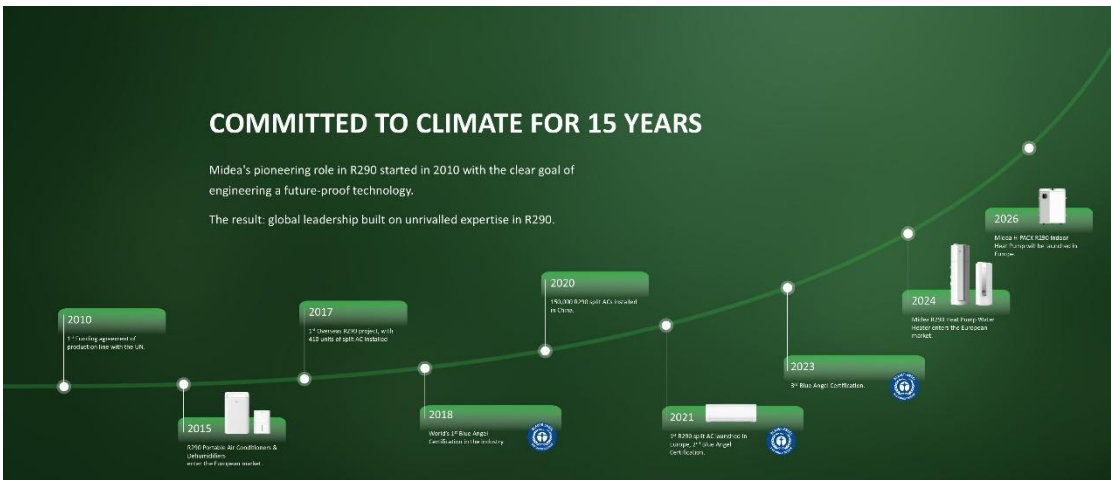 COMMITTED TO CLIMATE FOR 15 YEARS
Midea's pioneering role in R290 started in 2010 with the clear goal of
engineering a future-proof technology.
The result: global leadership built on unrivalled expertise in R290.
2010
1st Funding agreement of
production line with the UN.
2015
R290 Portable Air Conditioners &
Dehumidifiers
enter the European market.
2017
1st Overseas R290 project, with
410 units of split AC installed
2018
World's 1st Blue Angel
Certification in the industry
2020
150,000 R290 split ACs installed
in China.
2021
1st R290 split AC launched in
Europe, 2nd Blue Angel
Certification.
2023
3rd Blue Angel Certification.
2024
Midea R290 Heat Pump Water
Heater enters the European
market.
2026
Midea H-PACK R290 Indoor
Heat Pump will be launched in
Europe.